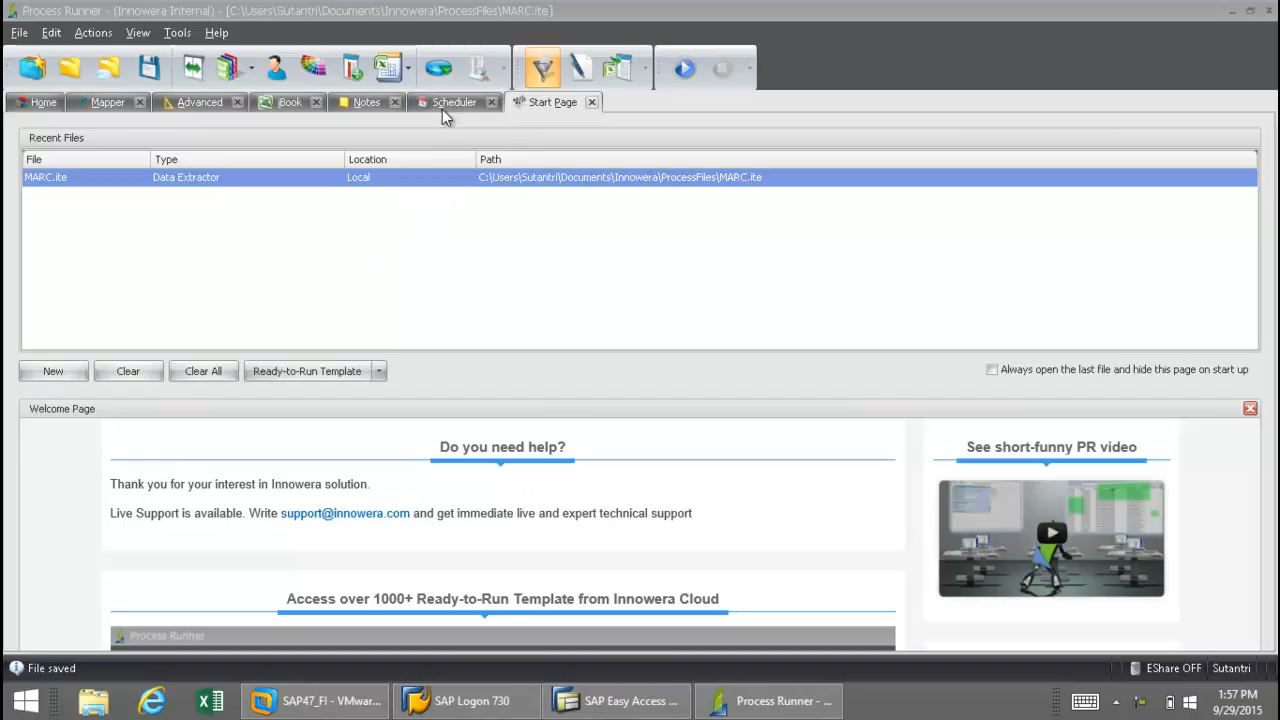 Process Runner - (Innowera Internal) - [C:\Users\Sutantri\Documents\Innowera\ProcessFiles\MARC.ite]
File Edit Actions View Tools Help
Home Mapper Advanced iBook Notes Scheduler Start Page
Recent Files
File Type Location Path
MARC.ite Data Extractor Local C:\Users\Sutantri\Documents\Innowera\ProcessFiles\MARC.ite
New Clear Clear All Ready-to-Run Template Always open the last file and hide this page on start up
Welcome Page
Do you need help?
Thank you for your interest in Innowera solution.
Live Support is available. Write support@innowera.com and get immediate live and expert technical support
See short-funny PR video
Access over 1000+ Ready-to-Run Template from Innowera Cloud
Process Runner
File saved EShare OFF Sutantri
SAP47_FI - VMwar... SAP Logon 730 SAP Easy Access ... Process Runner - ...
1:57 PM
9/29/2015